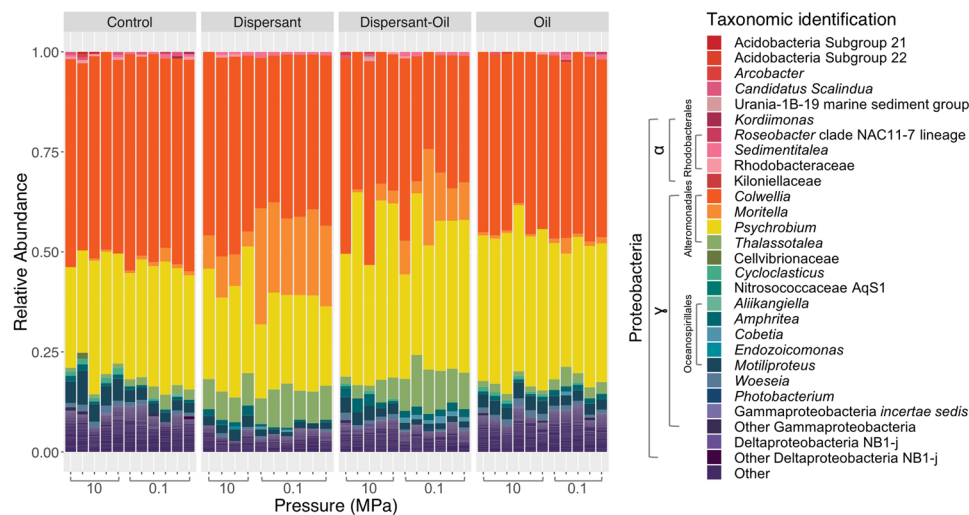 Control Dispersant Dispersant-Oil Oil
1.00
0.75
0.50
0.25
0.00
Relative Abundance
10 0.1 10 0.1 10 0.1 10 0.1
Pressure (MPa)
Taxonomic identification
Acidobacteria Subgroup 21
Acidobacteria Subgroup 22
Arcobacter
Candidatus Scalindua
Urania-1B-19 marine sediment group
Kordiimonas
Roseobacter clade NAC11-7 lineage
Sedimentitalea
Rhodobacteraceae
Kiloniellaceae
Colwellia
Moritella
Psychrobium
Thalassotalea
Cellvibrionaceae
Cycloclasticus
Nitrosococcaceae AqS1
Aliikangiella
Amphritea
Cobetia
Endozoicomonas
Motiliproteus
Woeseia
Photobacterium
Gammaproteobacteria incertae sedis
Other Gammaproteobacteria
Deltaproteobacteria NB1-j
Other Deltaproteobacteria NB1-j
Other
Proteobacteria
α
ɣ
Rhodobacterales
Alteromonadales
Oceanospirillales